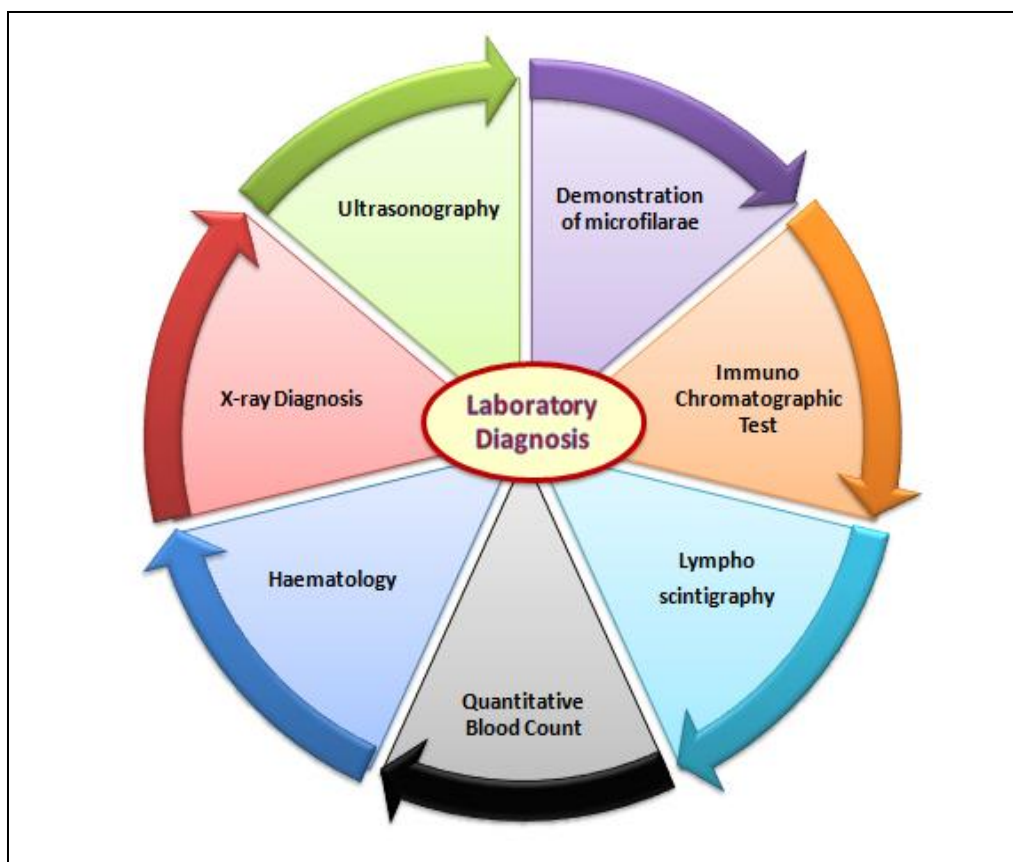 Ultrasonography
Demonstration
of microfilarae
Immuno
Chromatographic
Test
Lympho
scintigraphy
Quantitative
Blood Count
Haematology
X-ray Diagnosis
Laboratory
Diagnosis